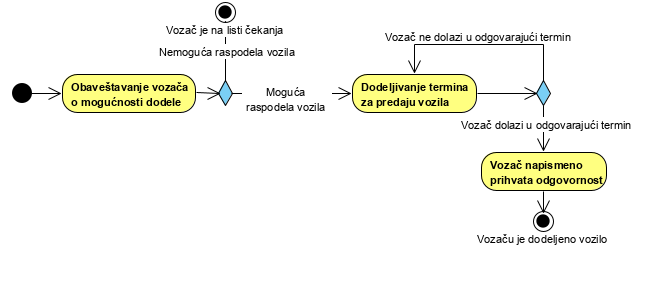 Vozač je na listi čekanja
Nemoguća raspodela vozila
Obaveštavanje vozača
o mogućnosti dodele
Moguća
raspodela vozila
Vozač ne dolazi u odgovarajući termin
Dodeljivanje termina
za predaju vozila
Vozač dolazi u odgovarajući termin
Vozač napismeno
prihvata odgovornost
Vozaču je dodeljeno vozilo